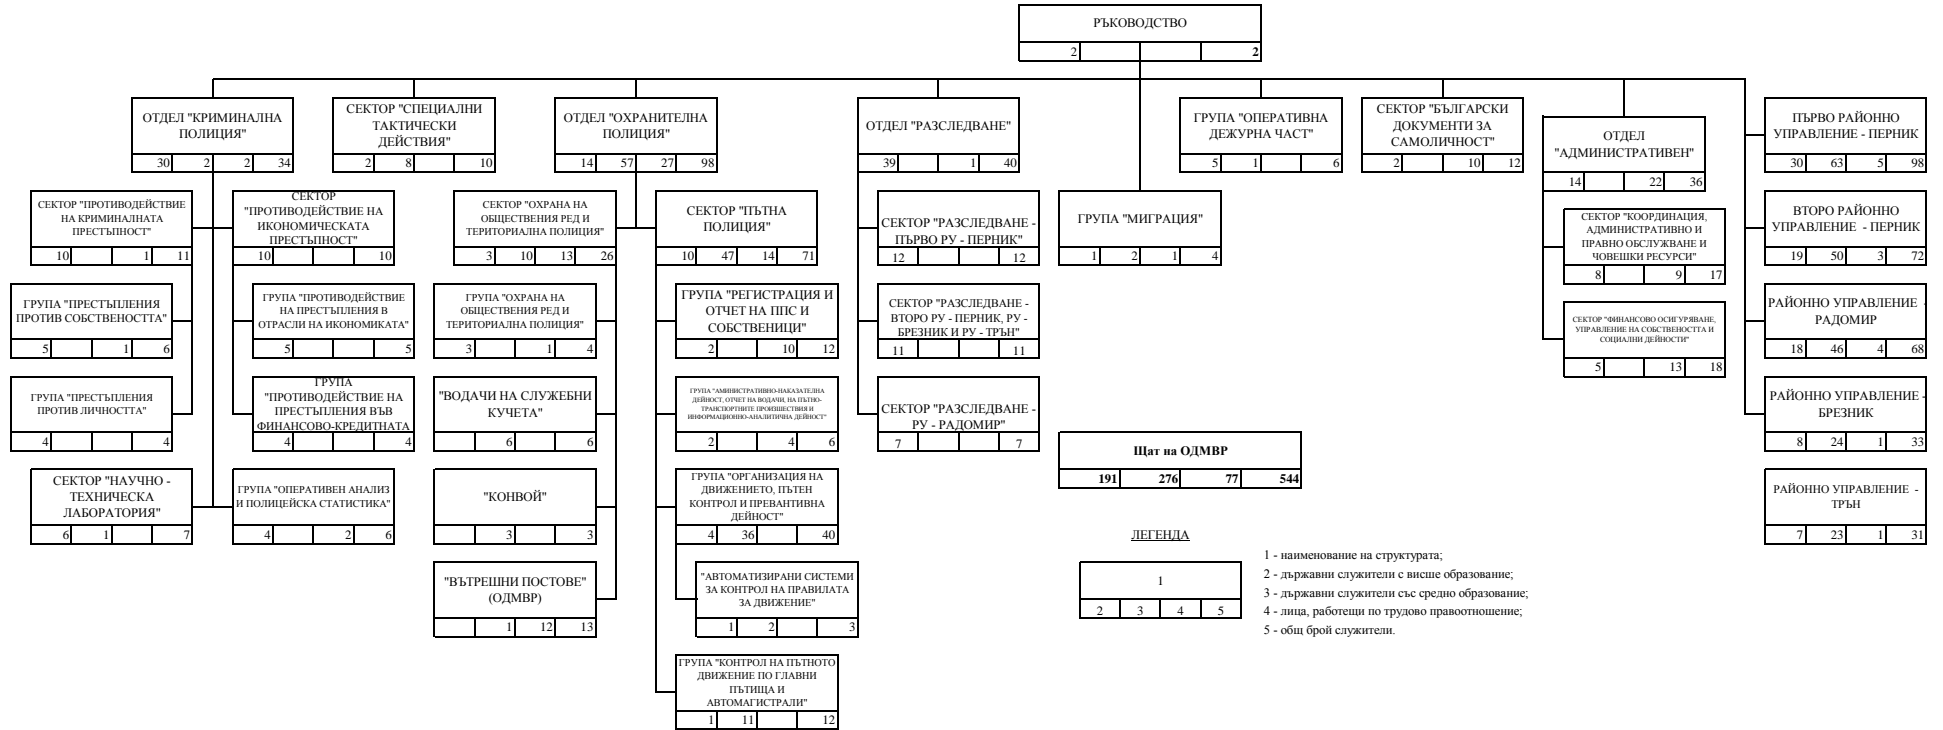 РЪКОВОДСТВО
2 2
ОТДЕЛ "КРИМИНАЛНА
ПОЛИЦИЯ"
30 2 2 34
СЕКТОР "СПЕЦИАЛНИ
ТАКТИЧЕСКИ
ДЕЙСТВИЯ"
2 8 10
ОТДЕЛ "ОХРАНИТЕЛНА
ПОЛИЦИЯ"
14 57 27 98
ОТДЕЛ "РАЗСЛЕДВАНЕ"
39 1 40
ГРУПА "ОПЕРАТИВНА
ДЕЖУРНА ЧАСТ"
5 1 6
СЕКТОР "БЪЛГАРСКИ
ДОКУМЕНТИ ЗА
САМОЛИЧНОСТ"
2 10 12
ОТДЕЛ
"АДМИНИСТРАТИВЕН"
14 22 36
ПЪРВО РАЙОННО
УПРАВЛЕНИЕ - ПЕРНИК
30 63 5 98
СЕКТОР "ПРОТИВОДЕЙСТВИЕ
НА КРИМИНАЛНАТА
ПРЕСТЪПНОСТ"
10 1 11
СЕКТОР
"ПРОТИВОДЕЙСТВИЕ НА
ИКОНОМИЧЕСКАТА
ПРЕСТЪПНОСТ"
10 10
СЕКТОР "ОХРАНА НА
ОБЩЕСТВЕНИЯ РЕД И
ТЕРИТОРИАЛНА ПОЛИЦИЯ"
3 10 13 26
СЕКТОР "ПЪТНА
ПОЛИЦИЯ"
10 47 14 71
СЕКТОР "РАЗСЛЕДВАНЕ -
ПЪРВО РУ - ПЕРНИК"
12 12
ГРУПА "МИГРАЦИЯ"
1 2 1 4
СЕКТОР "КООРДИНАЦИЯ,
АДМИНИСТРАТИВНО И
ПРАВНО ОБСЛУЖВАНЕ И
ЧОВЕШКИ РЕСУРСИ"
8 9 17
ВТОРО РАЙОННО
УПРАВЛЕНИЕ - ПЕРНИК
19 50 3 72
ГРУПА "ПРЕСТЪПЛЕНИЯ
ПРОТИВ СОБСТВЕНОСТТА"
5 1 6
ГРУПА "ПРОТИВОДЕЙСТВИЕ
НА ПРЕСТЪПЛЕНИЯ В
ОТРАСЛИ НА ИКОНОМИКАТА"
5 5
ГРУПА "ОХРАНА НА
ОБЩЕСТВЕНИЯ РЕД И
ТЕРИТОРИАЛНА ПОЛИЦИЯ"
3 1 4
ГРУПА "РЕГИСТРАЦИЯ И
ОТЧЕТ НА ППС И
СОБСТВЕНИЦИ"
2 10 12
СЕКТОР "РАЗСЛЕДВАНЕ -
ВТОРО РУ - ПЕРНИК, РУ -
БРЕЗНИК И РУ - ТРЪН"
11 11
СЕКТОР "ФИНАНСОВО ОСИГУРЯВАНЕ,
УПРАВЛЕНИЕ НА СОБСТВЕНОСТТА И
СОЦИАЛНИ ДЕЙНОСТИ"
5 13 18
РАЙОННО УПРАВЛЕНИЕ -
РАДОМИР
18 46 4 68
ГРУПА "ПРЕСТЪПЛЕНИЯ
ПРОТИВ ЛИЧНОСТТА"
4 4
ГРУПА
"ПРОТИВОДЕЙСТВИЕ НА
ПРЕСТЪПЛЕНИЯ ВЪВ
ФИНАНСОВО-КРЕДИТНАТА
4 4
"ВОДАЧИ НА СЛУЖЕБНИ
КУЧЕТА"
6 6
ГРУПА "АМИНИСТРАТИВНО-НАКАЗАТЕЛНА
ДЕЙНОСТ, ОТЧЕТ НА ВОДАЧИ, НА ПЪТНО-
ТРАНСПОРТНИТЕ ПРОИЗШЕСТВИЯ И
ИНФОРМАЦИОННО-АНАЛИТИЧНА ДЕЙНОСТ"
2 4 6
СЕКТОР "РАЗСЛЕДВАНЕ -
РУ - РАДОМИР"
7 7
РАЙОННО УПРАВЛЕНИЕ -
БРЕЗНИК
8 24 1 33
Щат на ОДМВР
191 276 77 544
СЕКТОР "НАУЧНО -
ТЕХНИЧЕСКА
ЛАБОРАТОРИЯ"
6 1 7
ГРУПА "ОПЕРАТИВЕН АНАЛИЗ
И ПОЛИЦЕЙСКА СТАТИСТИКА"
4 2 6
"КОНВОЙ"
3 3
ГРУПА "ОРГАНИЗАЦИЯ НА
ДВИЖЕНИЕТО, ПЪТЕН
КОНТРОЛ И ПРЕВАНТИВНА
ДЕЙНОСТ"
4 36 40
РАЙОННО УПРАВЛЕНИЕ -
ТРЪН
7 23 1 31
"ВЪТРЕШНИ ПОСТОВЕ"
(ОДМВР)
1 12 13
"АВТОМАТИЗИРАНИ СИСТЕМИ
ЗА КОНТРОЛ НА ПРАВИЛАТА
ЗА ДВИЖЕНИЕ"
1 2 3
ГРУПА "КОНТРОЛ НА ПЪТНОТО
ДВИЖЕНИЕ ПО ГЛАВНИ
ПЪТИЩА И
АВТОМАГИСТРАЛИ"
1 11 12
ЛЕГЕНДА
1
2 3 4 5
1 - наименование на структурата;
2 - държавни служители с висше образование;
3 - държавни служители със средно образование;
4 - лица, работещи по трудово правоотношение;
5 - общ брой служители.